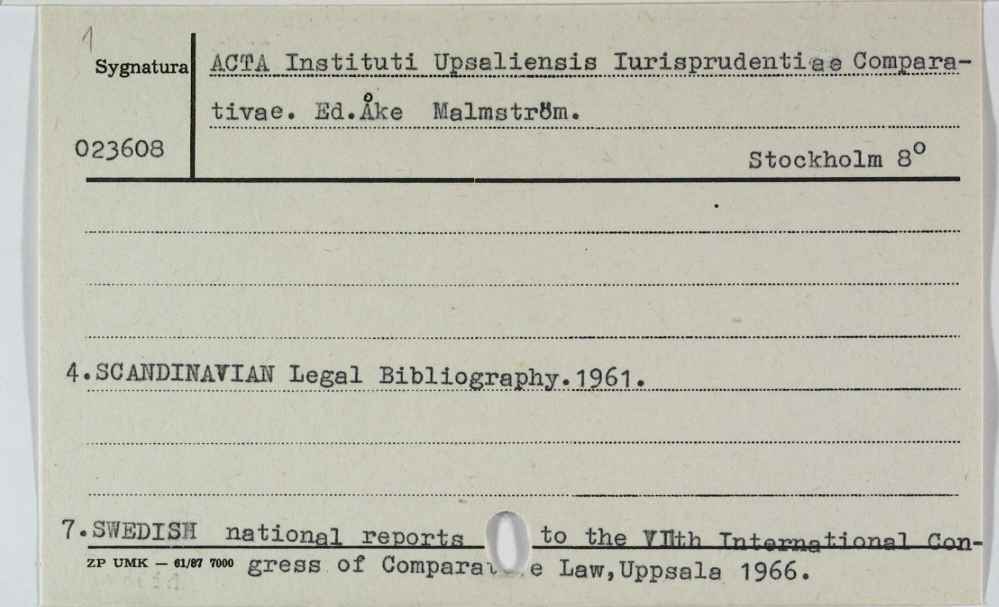 1
Sygnatura
ACTA Instituti Upsaliensis Iurisprudentiae Compara-
tivae. Ed.Åke Malmström.
023608
Stockholm 8°
4.SCANDINAVIAN Legal Bibliography.1961.
7.SWEDISH national reports to the VIIth International Con-
ZP UMK — 61/87 7000
gress of Compara e Law,Uppsala 1966.